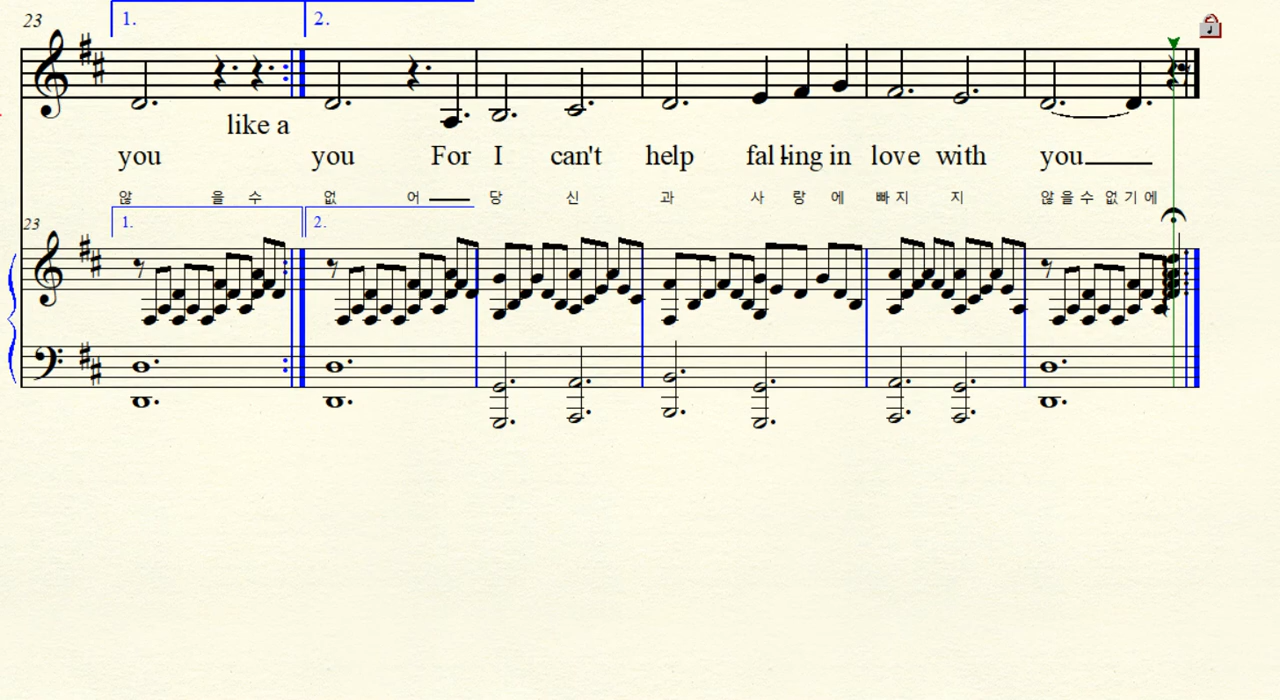 23
1. 2.
like a
you you For I can't help fal-ling in love with you
않 을 수 없 어 당 신 과 사 랑 에 빠 지 지 않 을 수 없 기 에
23 1. 2.